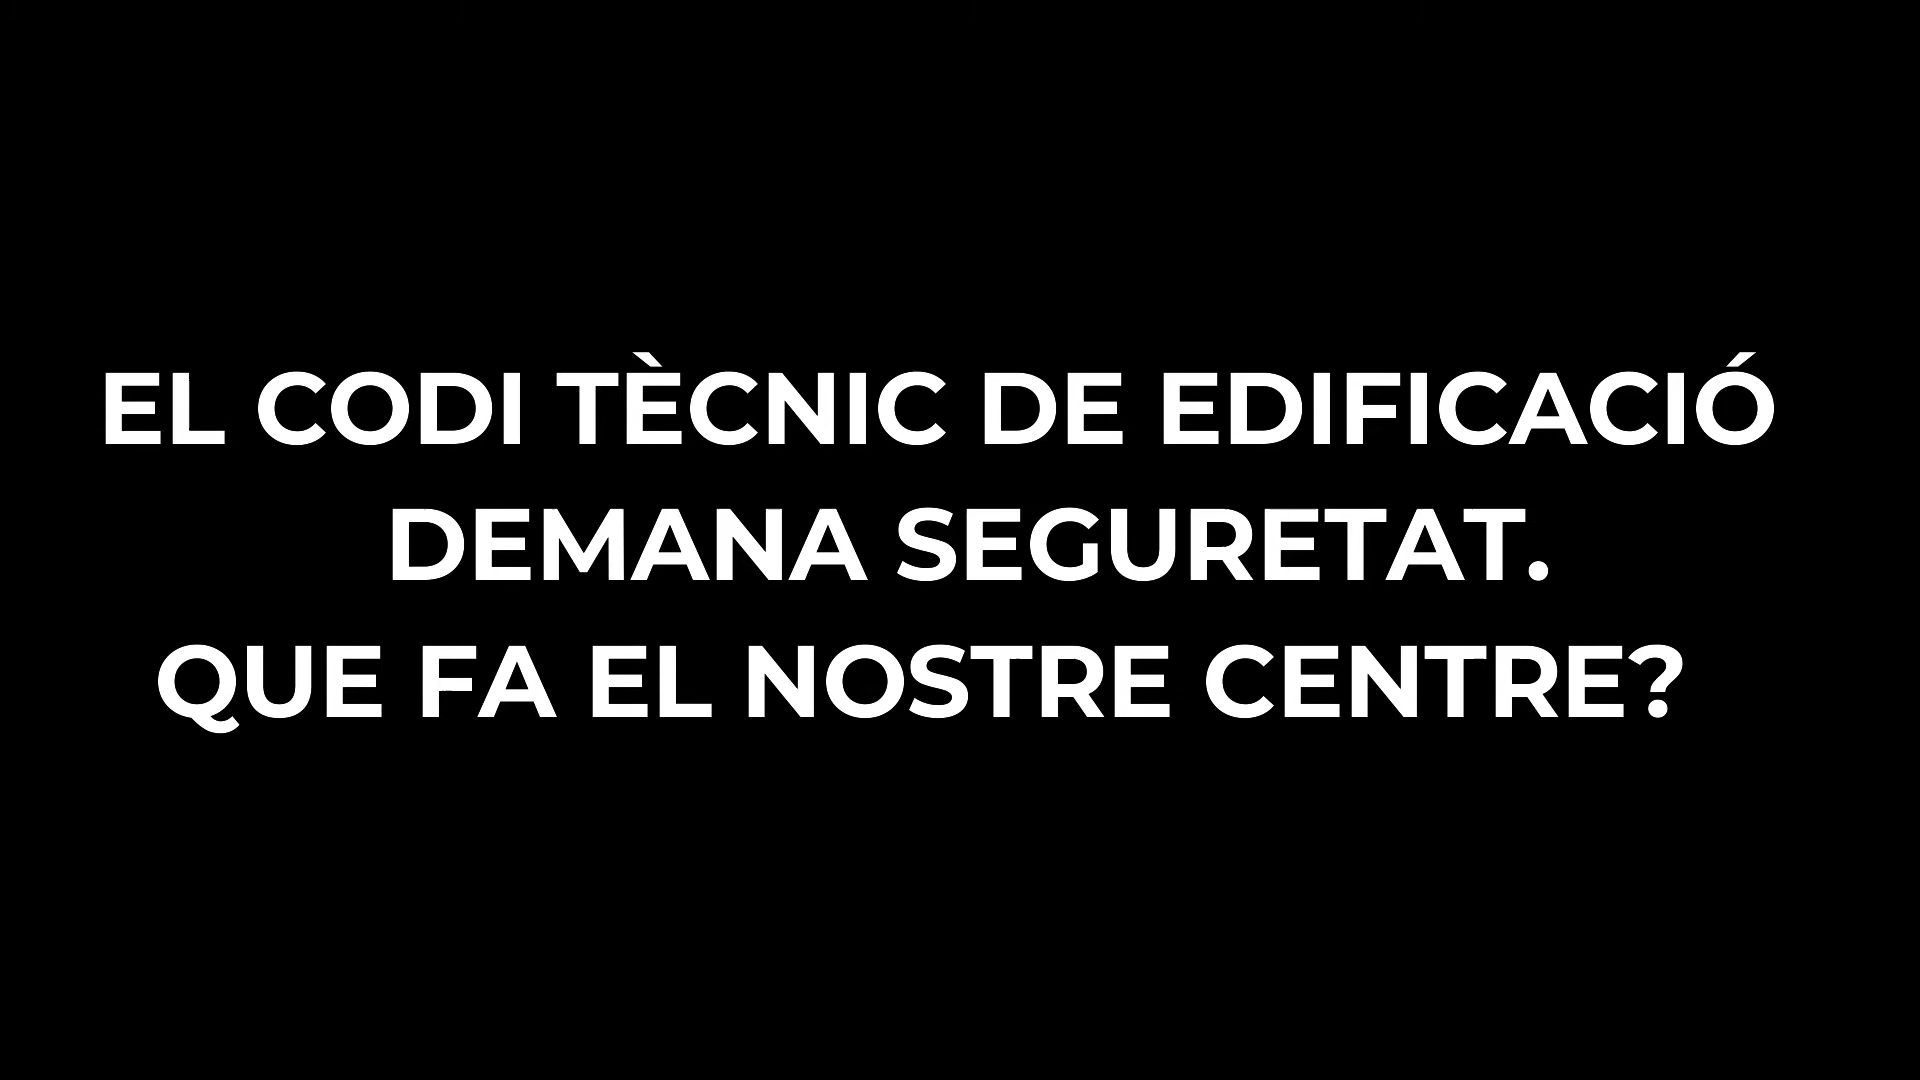 EL CODI TÈCNIC DE EDIFICACIÓ
DEMANA SEGURETAT.
QUE FA EL NOSTRE CENTRE?